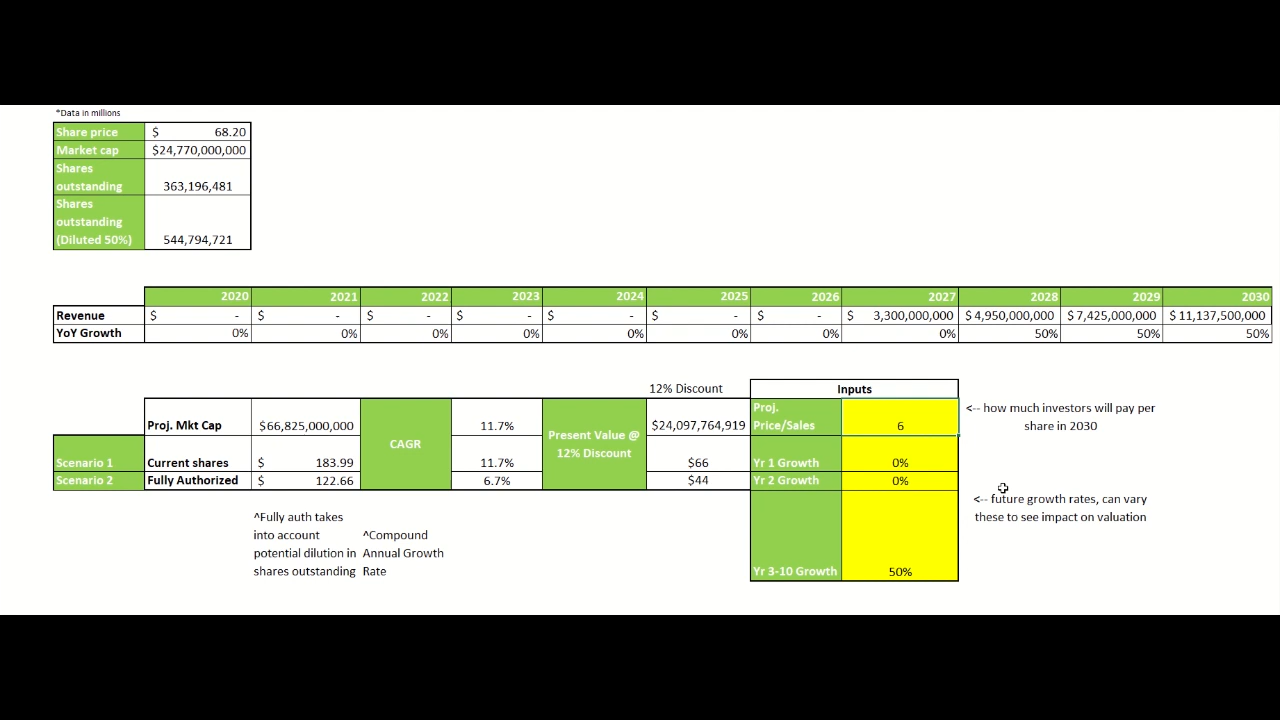 *Data in millions
Share price $ 68.20
Market cap $24,770,000,000
Shares
outstanding 363,196,481
Shares
outstanding
(Diluted 50%) 544,794,721
2020 2021 2022 2023 2024 2025 2026 2027 2028 2029 2030
Revenue $ - $ - $ - $ - $ - $ - $ - $ 3,300,000,000 $ 4,950,000,000 $ 7,425,000,000 $ 11,137,500,000
YoY Growth 0% 0% 0% 0% 0% 0% 0% 0% 50% 50% 50%
12% Discount Inputs
Proj. Mkt Cap $66,825,000,000 CAGR 11.7% Present Value @
12% Discount $24,097,764,919 Proj.
Price/Sales 6 <-- how much investors will pay per
share in 2030
Scenario 1 Current shares $ 183.99 11.7% $66 Yr 1 Growth 0%
Scenario 2 Fully Authorized $ 122.66 6.7% $44 Yr 2 Growth 0%
<-- future growth rates, can vary
these to see impact on valuation
^Fully auth takes
into account
potential dilution in
shares outstanding
^Compound
Annual Growth
Rate
Yr 3-10 Growth 50%